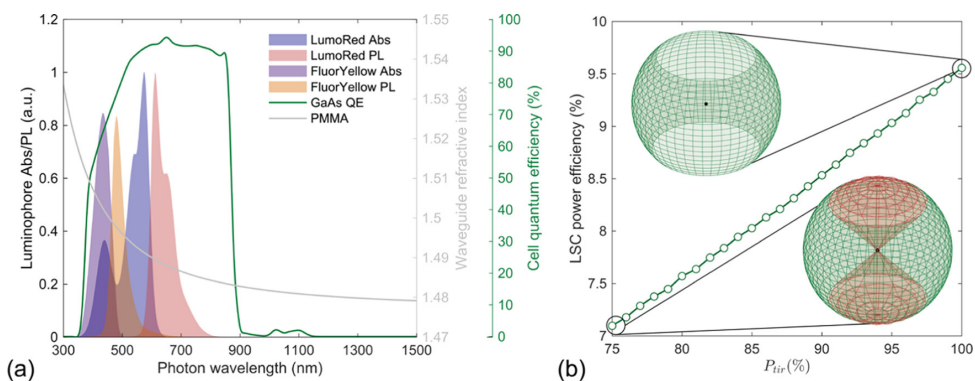 1.2
1
0.8
0.6
0.4
0.2
0
Luminophore Abs/PL (a.u.)
300 500 700 900 1100 1300 1500
Photon wavelength (nm)
LumoRed Abs
LumoRed PL
FluorYellow Abs
FluorYellow PL
GaAs QE
PMMA
1.55
1.54
1.53
1.52
1.51
1.5
1.49
1.48
1.47
Waveguide refractive index
100
90
80
70
60
50
40
30
20
10
0
Cell quantum efficiency (%)
(a)
9.5
9
8.5
8
7.5
7
LSC power efficiency (%)
75 80 85 90 95 100
Ptir(%)
(b)